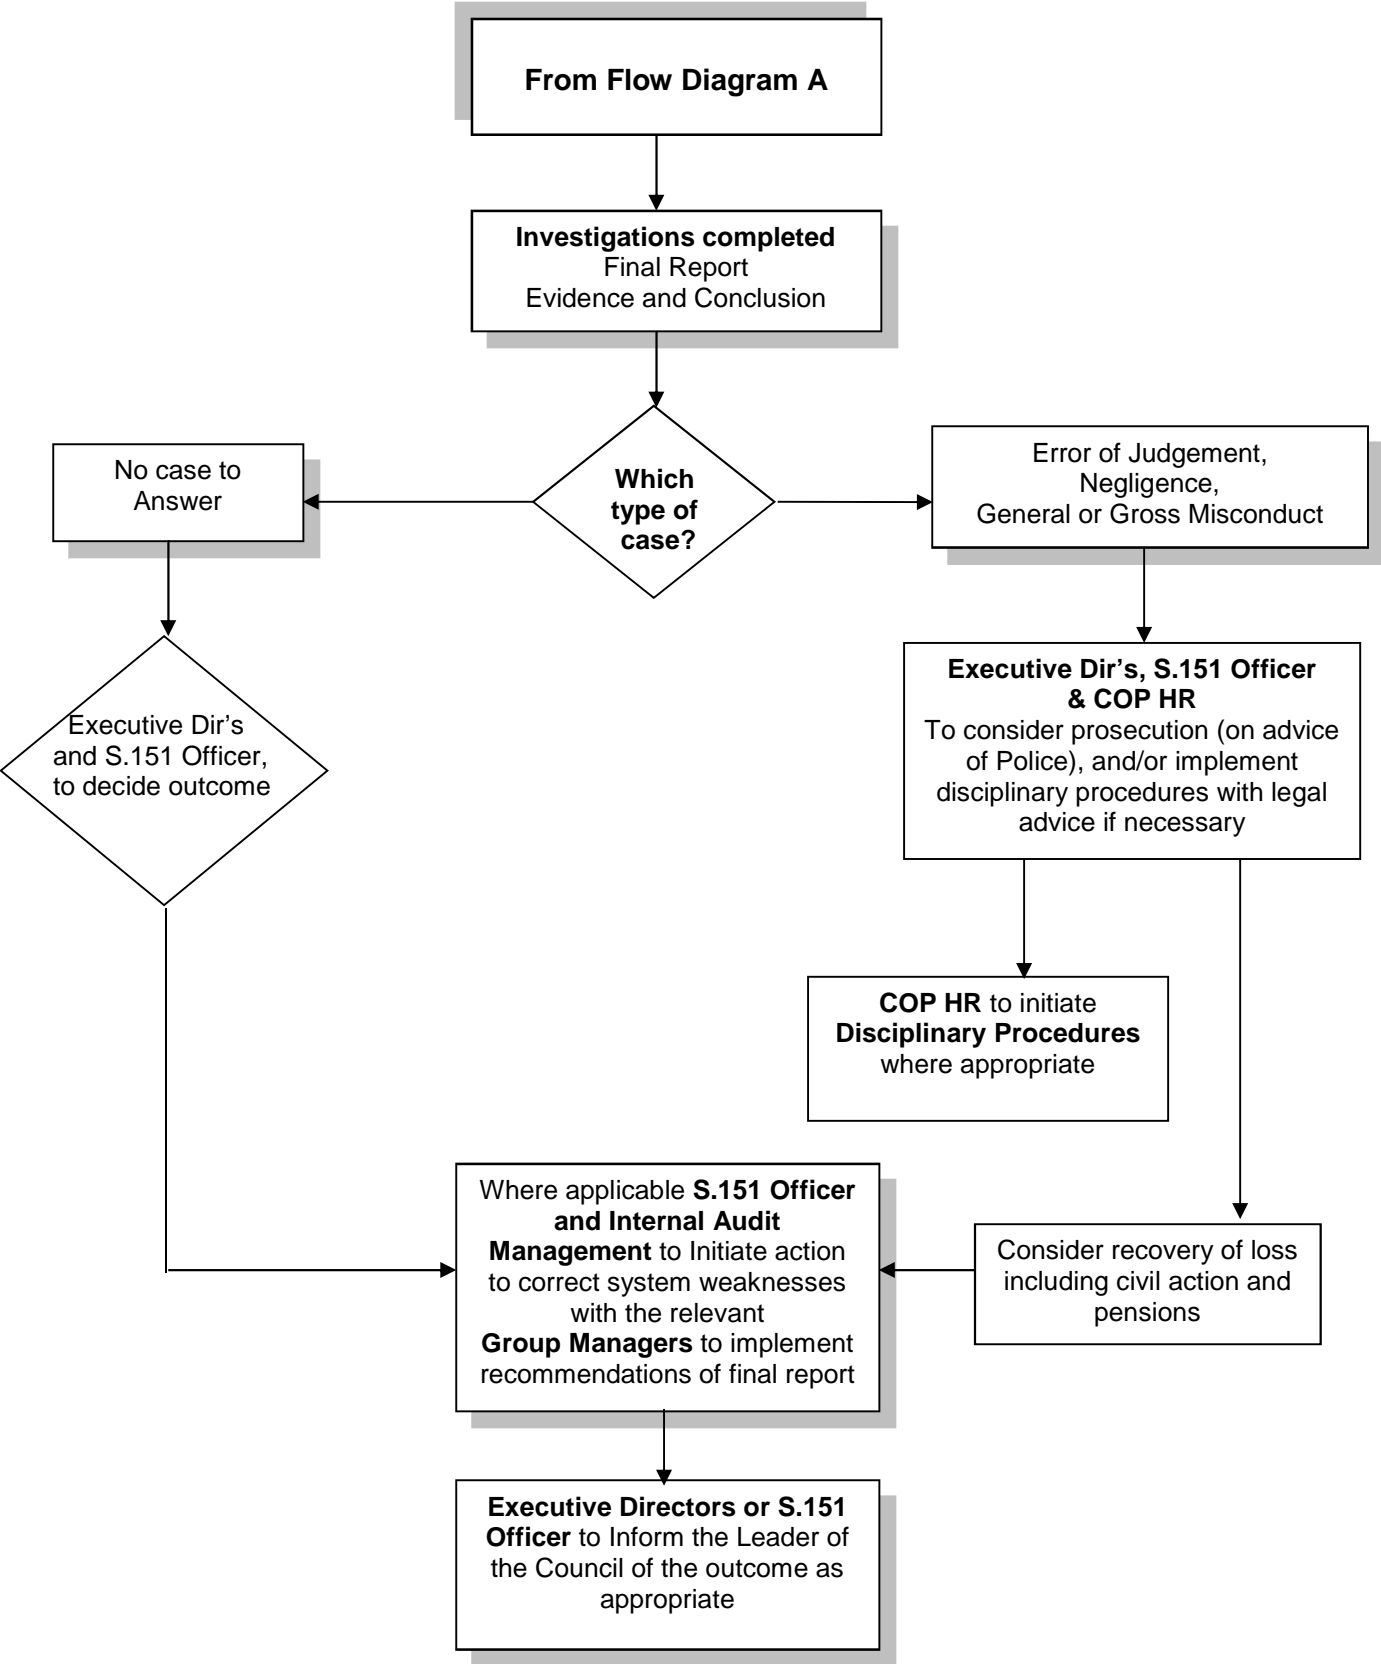 From Flow Diagram A
Investigations completed
Final Report
Evidence and Conclusion
No case to
Answer
Which
type of
case?
Error of Judgement,
Negligence,
General or Gross Misconduct
Executive Dir’s
and S.151 Officer,
to decide outcome
Executive Dir’s, S.151 Officer
& COP HR
To consider prosecution (on advice
of Police), and/or implement
disciplinary procedures with legal
advice if necessary
COP HR to initiate
Disciplinary Procedures
where appropriate
Where applicable S.151 Officer
and Internal Audit
Management to Initiate action
to correct system weaknesses
with the relevant
Group Managers to implement
recommendations of final report
Consider recovery of loss
including civil action and
pensions
Executive Directors or S.151
Officer to Inform the Leader of
the Council of the outcome as
appropriate